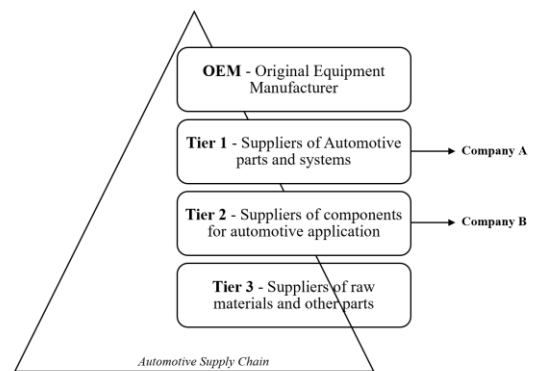 OEM - Original Equipment
Manufacturer
Tier 1 - Suppliers of Automotive
parts and systems
Company A
Tier 2 - Suppliers of components
for automotive application
Company B
Tier 3 - Suppliers of raw
materials and other parts
Automotive Supply Chain